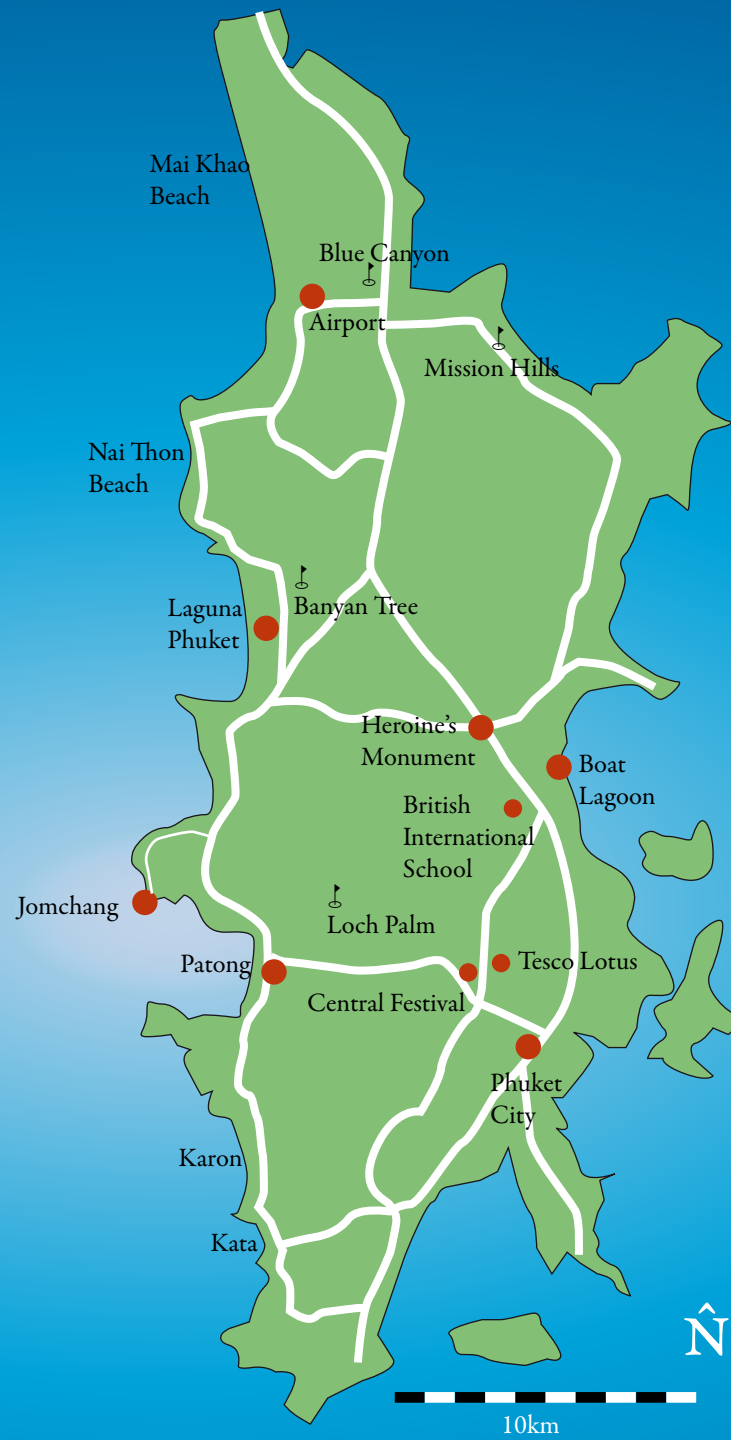 Mai Khao
Beach
Blue Canyon
Airport
Mission Hills
Nai Thon
Beach
Banyan Tree
Laguna
Phuket
Heroine's
Monument
Boat
Lagoon
British
International
School
Jomchang
Loch Palm
Patong
Tesco Lotus
Central Festival
Phuket
City
Karon
Kata
N̂
10km